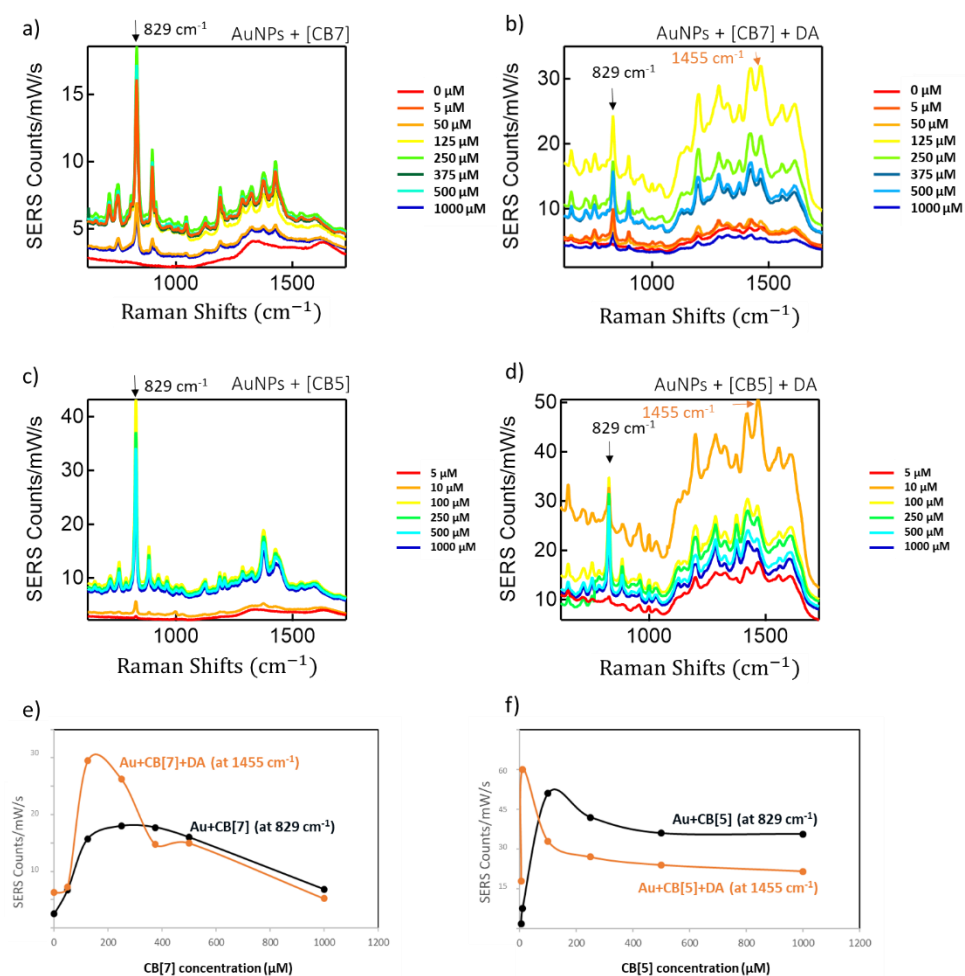 a)
829 cm⁻¹
AuNPs + [CB7]
SERS Counts/mW/s
15
10
5
1000
1500
Raman Shifts (cm⁻¹)
0 µM
5 µM
50 µM
125 µM
250 µM
375 µM
500 µM
1000 µM
b)
AuNPs + [CB7] + DA
1455 cm⁻¹
829 cm⁻¹
SERS Counts/mW/s
30
20
10
1000
1500
Raman Shifts (cm⁻¹)
0 µM
5 µM
50 µM
125 µM
250 µM
375 µM
500 µM
1000 µM
c)
829 cm⁻¹
AuNPs + [CB5]
SERS Counts/mW/s
40
30
20
10
1000
1500
Raman Shifts (cm⁻¹)
5 µM
10 µM
100 µM
250 µM
500 µM
1000 µM
d)
AuNPs + [CB5] + DA
1455 cm⁻¹
829 cm⁻¹
SERS Counts/mW/s
50
40
30
20
10
1000
1500
Raman Shifts (cm⁻¹)
5 µM
10 µM
100 µM
250 µM
500 µM
1000 µM
e)
Au+CB[7]+DA (at 1455 cm⁻¹)
Au+CB[7] (at 829 cm⁻¹)
SERS Counts/mW/s
30
20
10
0
200
400
600
800
1000
1200
CB[7] concentration (µM)
f)
Au+CB[5] (at 829 cm⁻¹)
Au+CB[5]+DA (at 1455 cm⁻¹)
SERS Counts/mW/s
60
45
30
15
0
200
400
600
800
1000
1200
CB[5] concentration (µM)